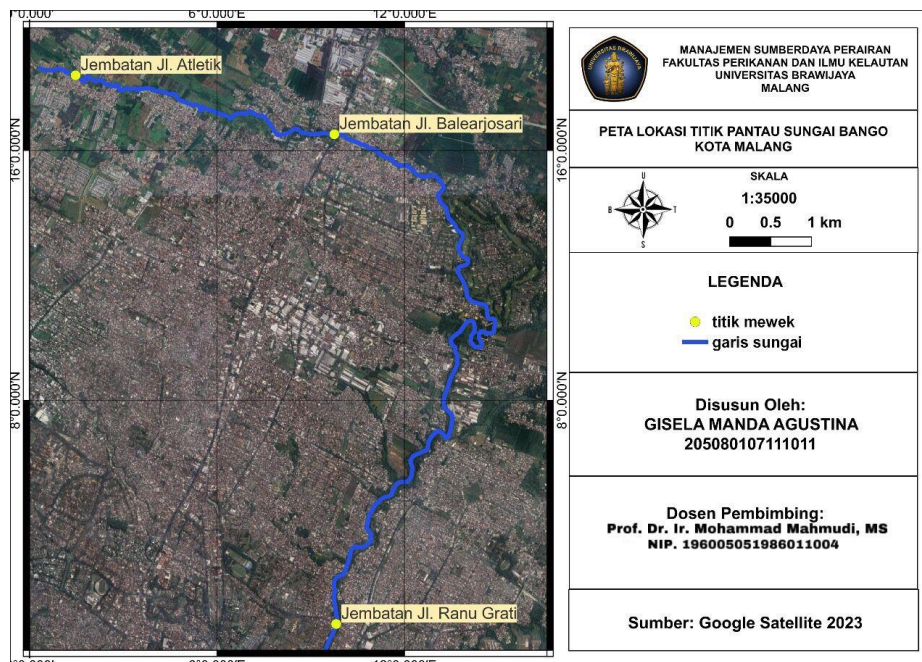 0.000'E
6°0.000'E
12°0.000'E
Jembatan Jl. Atletik
Jembatan Jl. Balearjosari
16°0.000'N
16°0.000'N
8°0.000'N
8°0.000'N
Jembatan Jl. Ranu Grati
UNIVERSITAS BRAWIJAYA
MANAJEMEN SUMBERDAYA PERAIRAN
FAKULTAS PERIKANAN DAN ILMU KELAUTAN
UNIVERSITAS BRAWIJAYA
MALANG
PETA LOKASI TITIK PANTAU SUNGAI BANGO
KOTA MALANG
U
B
T
S
SKALA
1:35000
0 0.5 1 km
LEGENDA
titik mewek
garis sungai
Disusun Oleh:
GISELA MANDA AGUSTINA
205080107111011
Dosen Pembimbing:
Prof. Dr. Ir. Mohammad Mahmudi, MS
NIP. 196005051986011004
Sumber: Google Satellite 2023